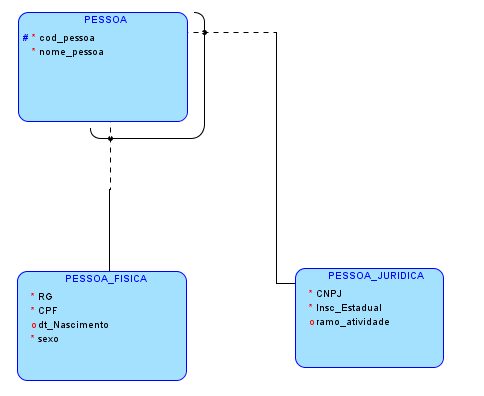 PESSOA
# * cod_pessoa
* nome_pessoa
PESSOA_FISICA
* RG
* CPF
o dt_Nascimento
* sexo
PESSOA_JURIDICA
* CNPJ
* Insc_Estadual
o ramo_atividade